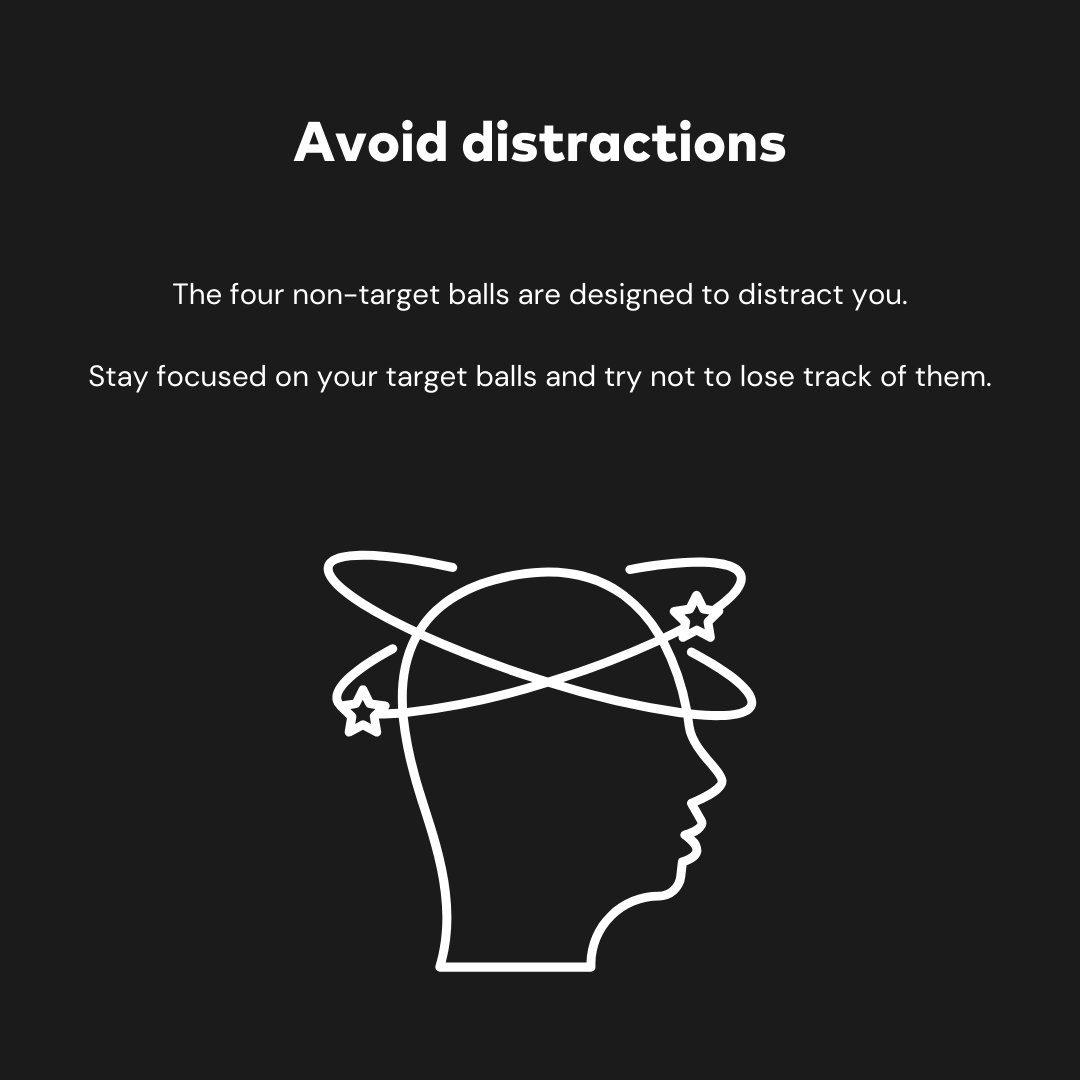 Avoid distractions
The four non-target balls are designed to distract you.
Stay focused on your target balls and try not to lose track of them.